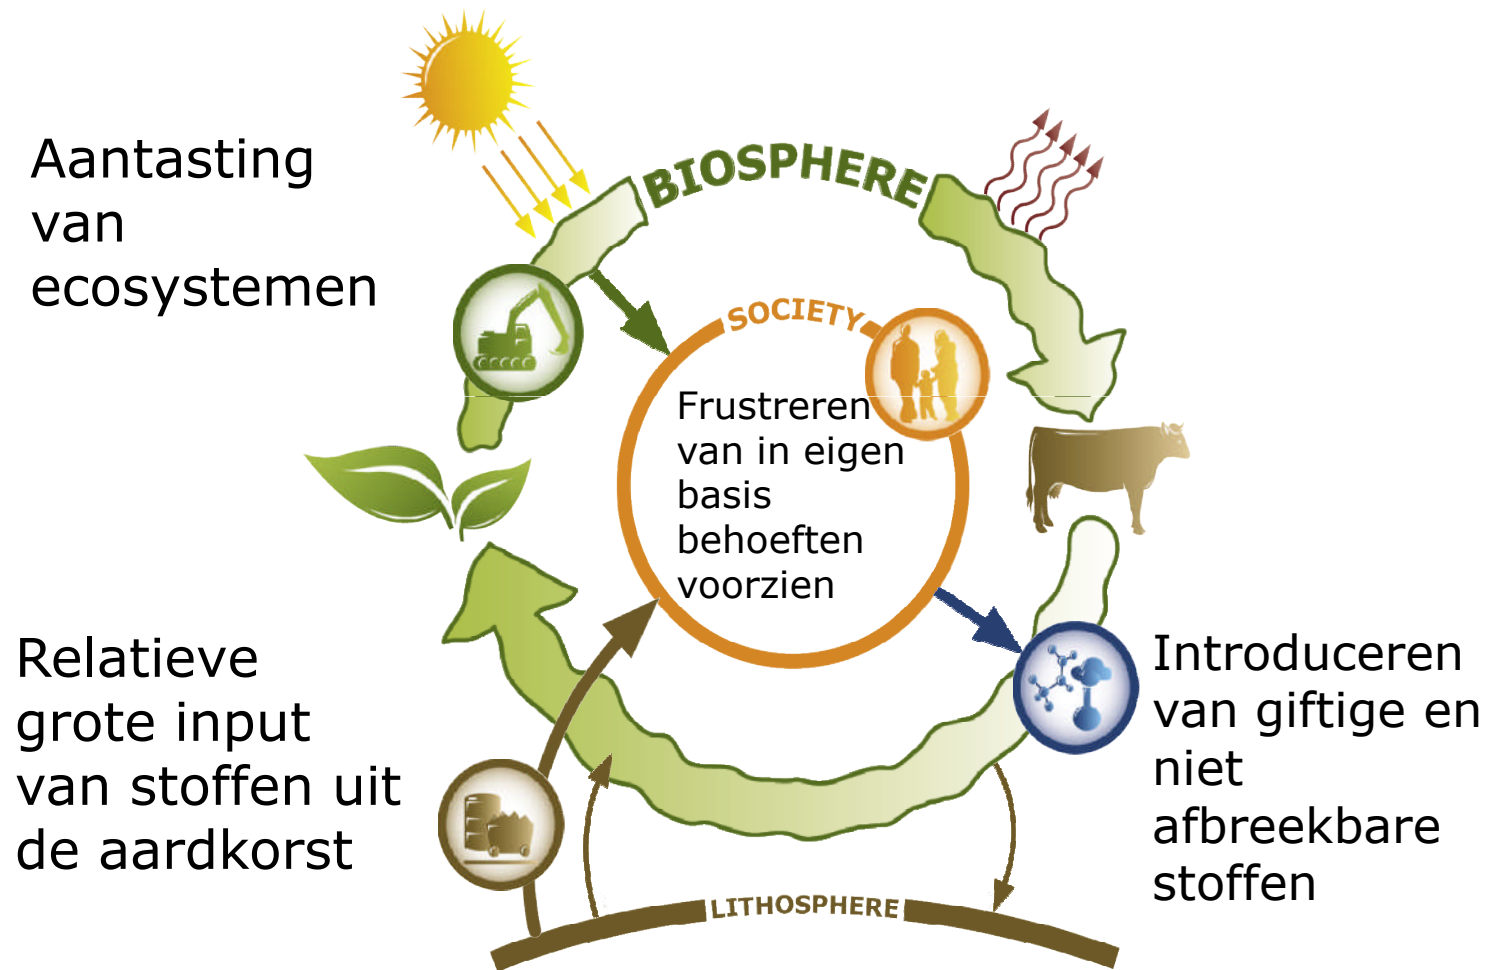 Aantasting
van
ecosystemen
BIOSPHERE
SOCIETY
Frustreren
van in eigen
basis
behoeften
voorzien
Relatieve
grote input
van stoffen uit
de aardkorst
Introduceren
van giftige en
niet
afbreekbare
stoffen
LITHOSPHERE